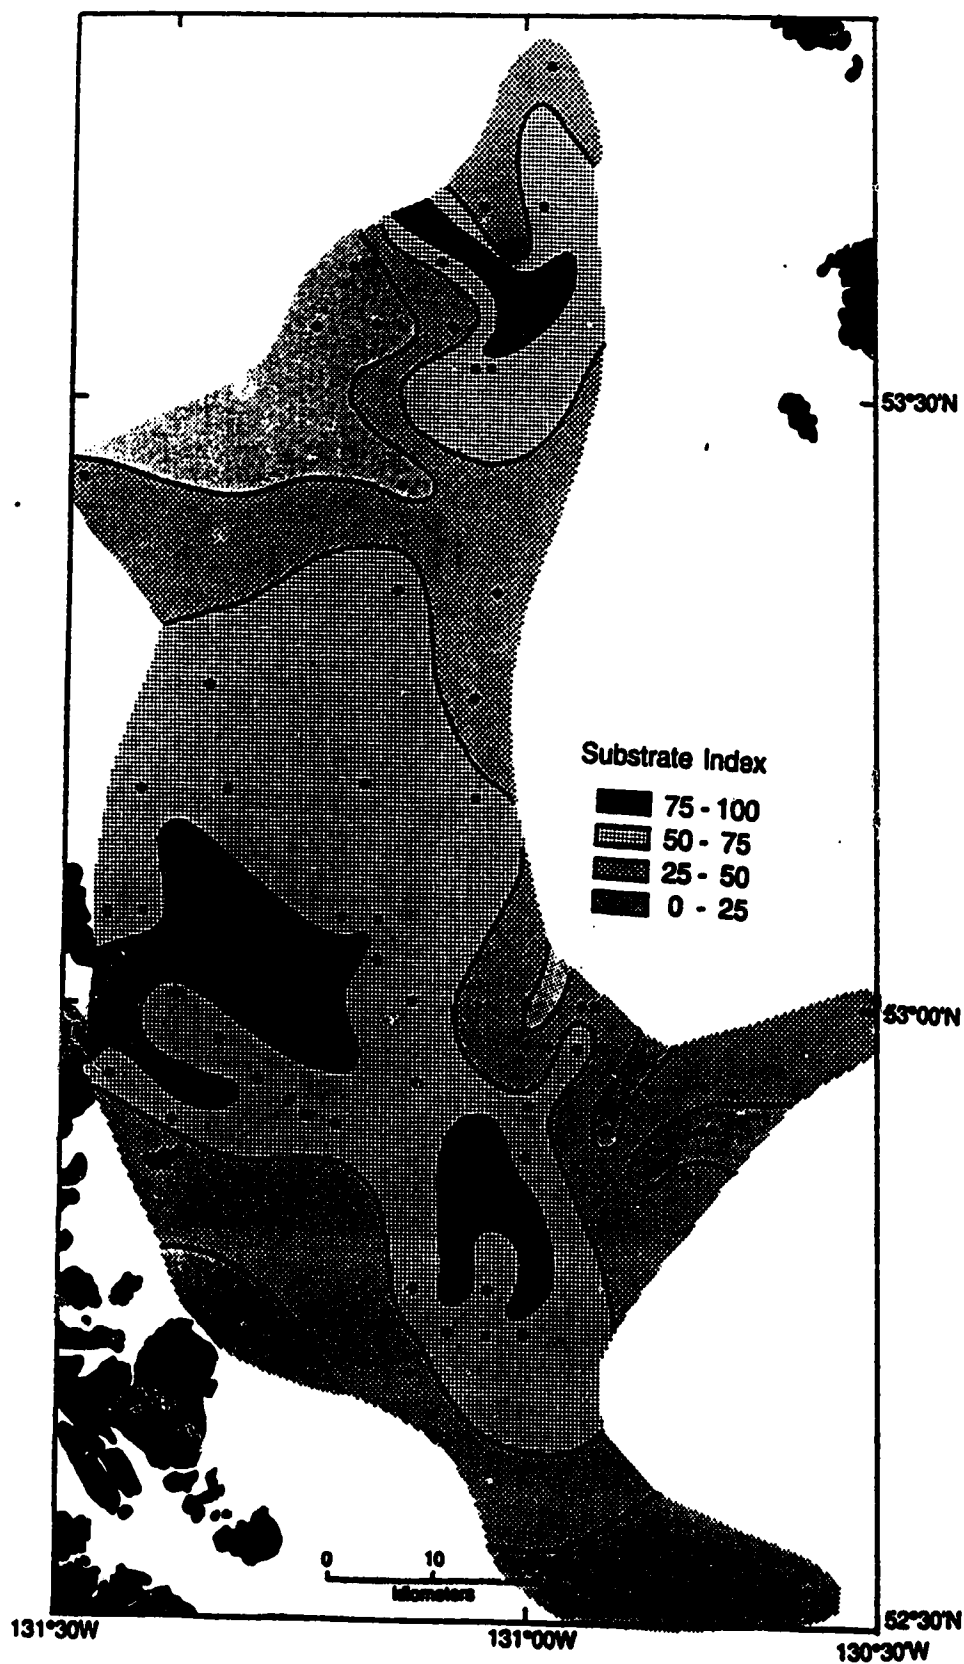 53°30'N
Substrate Index
75 - 100
50 - 75
25 - 50
0 - 25
53°00'N
0 10
kilometers
52°30'N
131°30'W
131°00'W
130°30'W